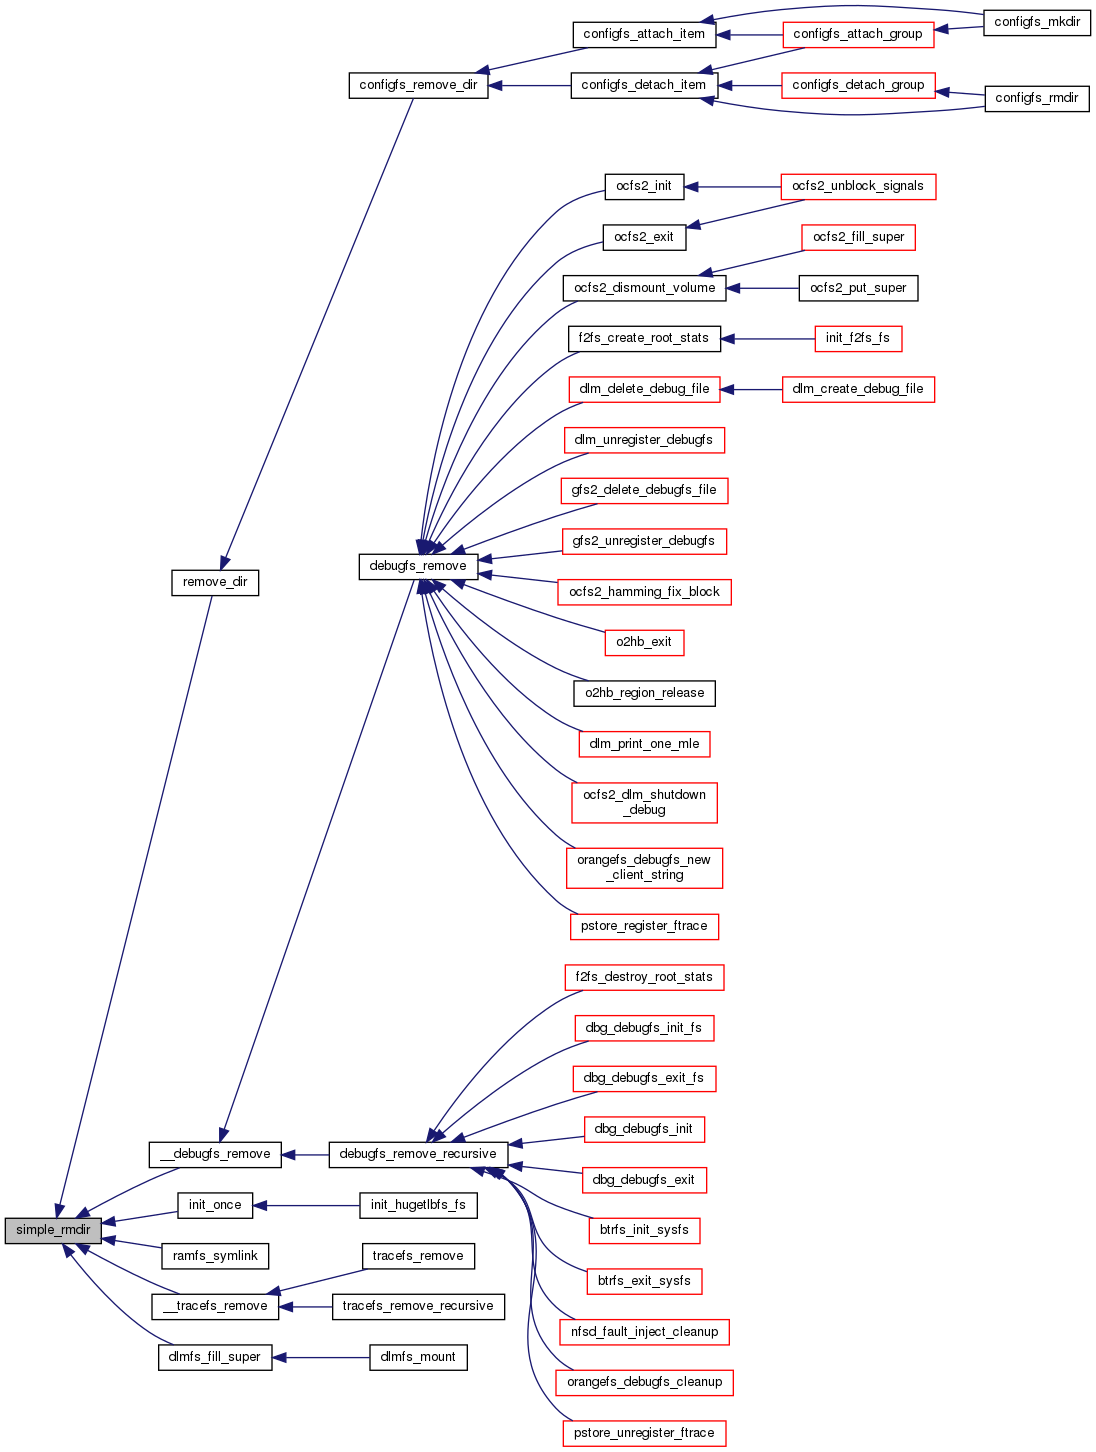 configfs_attach_item
configfs_attach_group
configfs_mkdir
configfs_remove_dir
configfs_detach_item
configfs_detach_group
configfs_rmdir
ocfs2_init
ocfs2_unblock_signals
ocfs2_exit
ocfs2_fill_super
ocfs2_dismount_volume
ocfs2_put_super
f2fs_create_root_stats
init_f2fs_fs
dlm_delete_debug_file
dlm_create_debug_file
dlm_unregister_debugfs
gfs2_delete_debugfs_file
gfs2_unregister_debugfs
debugfs_remove
remove_dir
ocfs2_hamming_fix_block
o2hb_exit
o2hb_region_release
dlm_print_one_mle
ocfs2_dlm_shutdown
_debug
orangefs_debugfs_new
_client_string
pstore_register_ftrace
f2fs_destroy_root_stats
dbg_debugfs_init_fs
dbg_debugfs_exit_fs
dbg_debugfs_init
__debugfs_remove
debugfs_remove_recursive
dbg_debugfs_exit
init_once
init_hugetlbfs_fs
simple_rmdir
btrfs_init_sysfs
ramfs_symlink
tracefs_remove
btrfs_exit_sysfs
__tracefs_remove
tracefs_remove_recursive
nfsd_fault_inject_cleanup
dlmfs_fill_super
dlmfs_mount
orangefs_debugfs_cleanup
pstore_unregister_ftrace